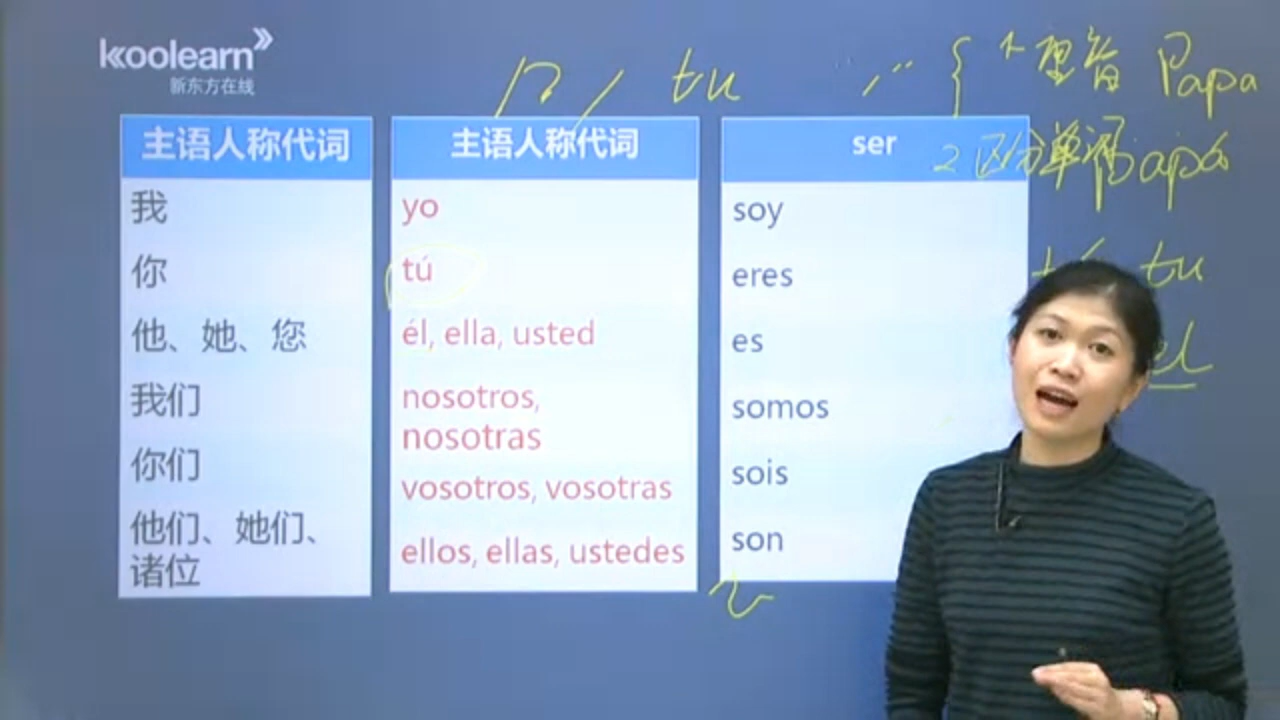 koolearn
新东方在线
tu
重音 Papa
2 区分单词 Papá
主语人称代词
主语人称代词
ser
我
yo
soy
你
tú
eres
tú tu
他、她、您
él, ella, usted
es
el
我们
nosotros,
nosotras
somos
你们
vosotros, vosotras
sois
他们、她们、
诸位
ellos, ellas, ustedes
son